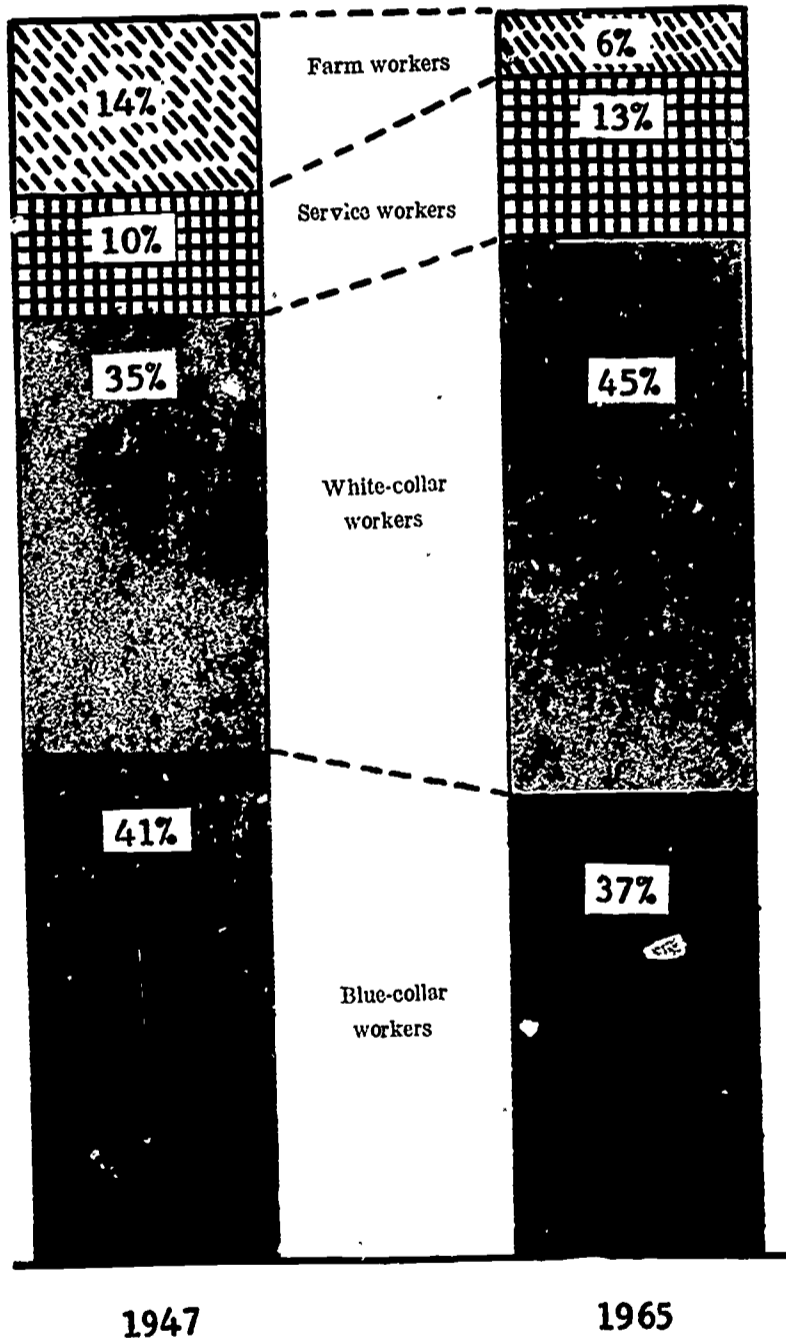 Farm workers
6%
14%
13%
Service workers
10%
35%
45%
White-collar
workers
41%
37%
Blue-collar
workers
1947
1965